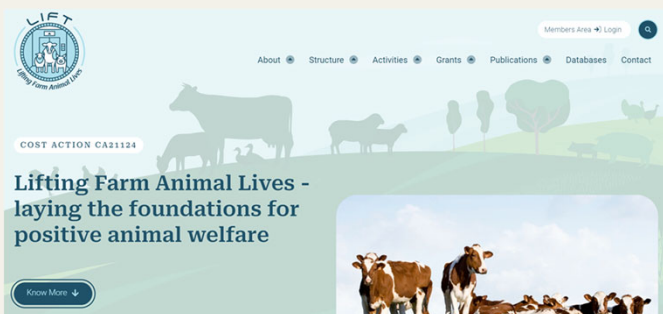 LIFT
Lifting Farm Animal Lives
Members Area Login
About
Structure
Activities
Grants
Publications
Databases
Contact
COST ACTION CA21124
Lifting Farm Animal Lives -
laying the foundations for
positive animal welfare
Know More